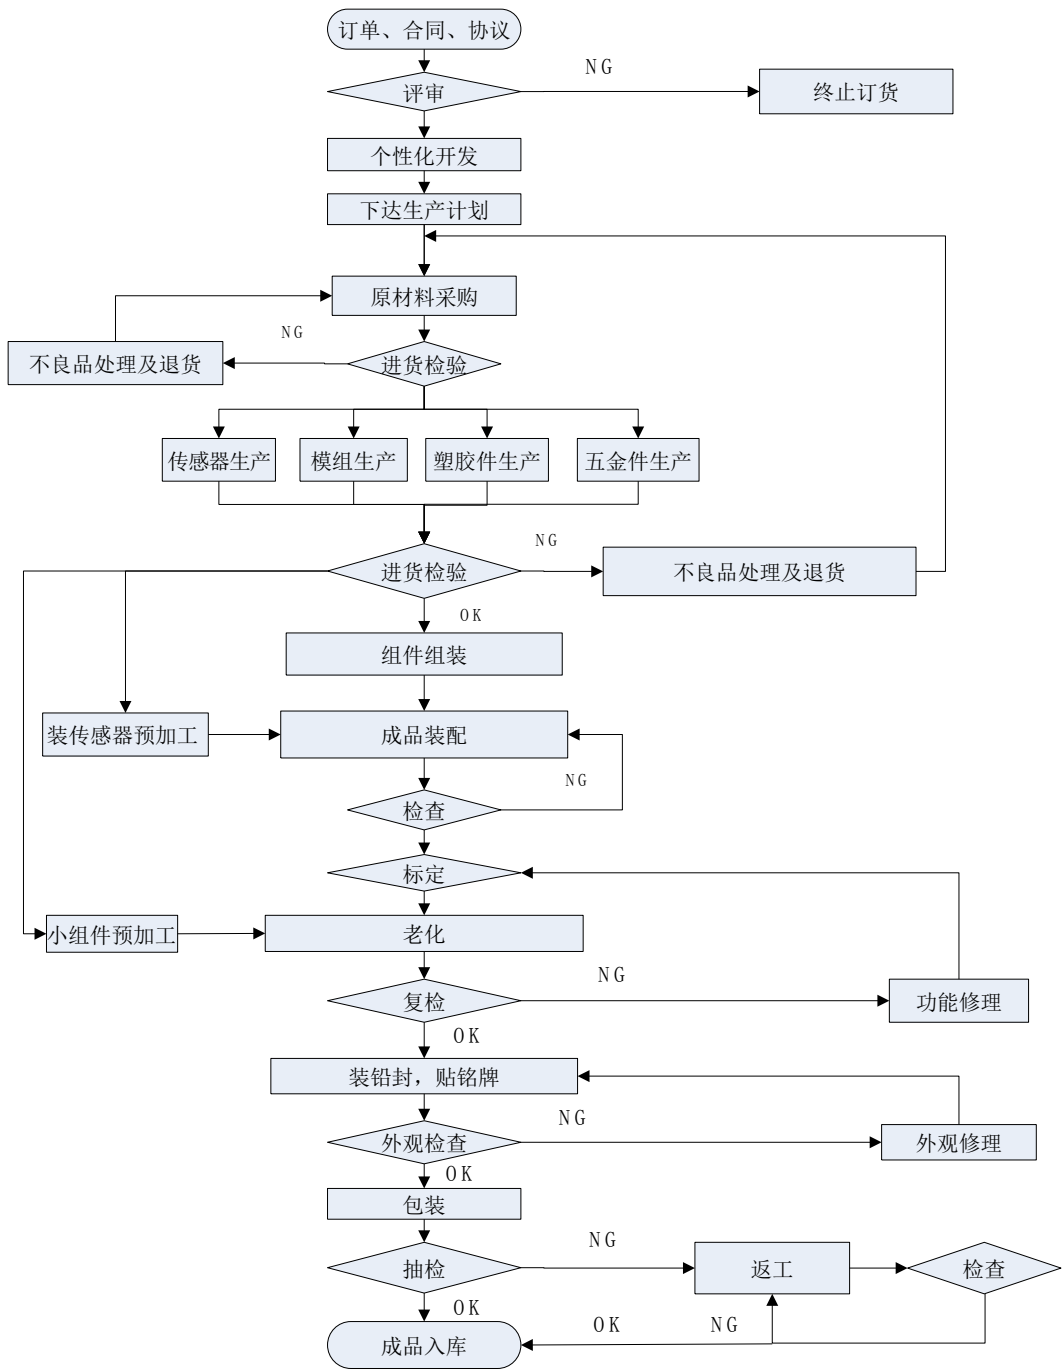 订单、合同、协议
NG
评审
终止订货
个性化开发
下达生产计划
原材料采购
NG
不良品处理及退货
进货检验
传感器生产
模组生产
塑胶件生产
五金件生产
NG
进货检验
不良品处理及退货
OK
组件组装
装传感器预加工
成品装配
NG
检查
标定
小组件预加工
老化
NG
复检
功能修理
OK
装铅封，贴铭牌
NG
外观检查
外观修理
OK
包装
NG
抽检
返工
检查
OK
OK
NG
成品入库